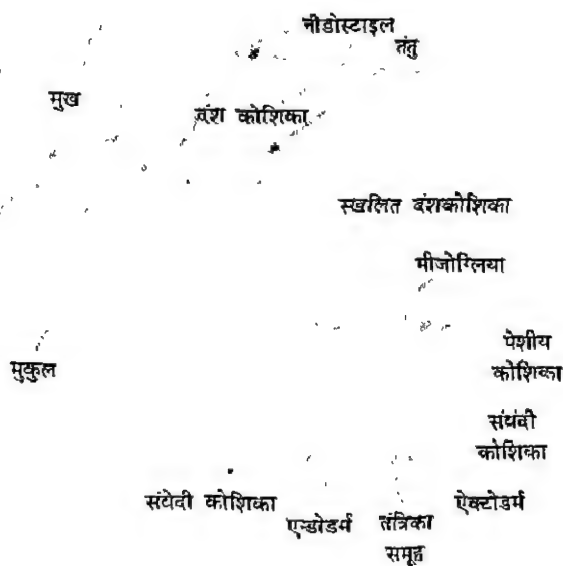 नीडोस्टाइल
तंतु
मुख
दंश कोशिका
स्खलित दंशकोशिका
मीजोग्लिया
पेशीय
कोशिका
मुकुल
संवेदी
कोशिका
संवेदी कोशिका
एन्डोडर्म
तंत्रिका
समूह
ऐक्टोडर्म